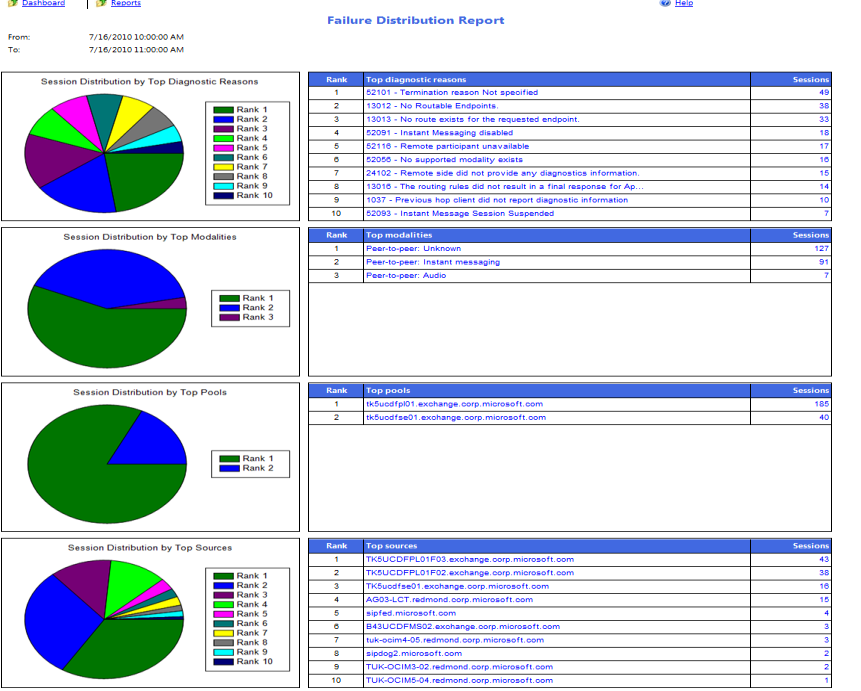 Dashboard Reports Help
Failure Distribution Report
From: 7/16/2010 10:00:00 AM
To: 7/16/2010 11:00:00 AM
Session Distribution by Top Diagnostic Reasons
Rank 1
Rank 2
Rank 3
Rank 4
Rank 5
Rank 6
Rank 7
Rank 8
Rank 9
Rank 10
Rank Top diagnostic reasons Sessions
1 52101 - Termination reason Not specified 49
2 13012 - No Routable Endpoints. 38
3 13013 - No route exists for the requested endpoint. 33
4 52091 - Instant Messaging disabled 18
5 52116 - Remote participant unavailable 17
6 52066 - No supported modality exists 16
7 24102 - Remote side did not provide any diagnostics information. 15
8 13016 - The routing rules did not result in a final response for Ap... 14
9 1037 - Previous hop client did not report diagnostic information 10
10 52093 - Instant Message Session Suspended 7
Session Distribution by Top Modalities
Rank 1
Rank 2
Rank 3
Rank Top modalities Sessions
1 Peer-to-peer: Unknown 127
2 Peer-to-peer: Instant messaging 91
3 Peer-to-peer: Audio 7
Session Distribution by Top Pools
Rank 1
Rank 2
Rank Top pools Sessions
1 tk5ucdfpl01.exchange.corp.microsoft.com 185
2 tk5ucdfse01.exchange.corp.microsoft.com 40
Session Distribution by Top Sources
Rank 1
Rank 2
Rank 3
Rank 4
Rank 5
Rank 6
Rank 7
Rank 8
Rank 9
Rank 10
Rank Top sources Sessions
1 TK5UCDFPL01F03.exchange.corp.microsoft.com 43
2 TK5UCDFPL01F02.exchange.corp.microsoft.com 38
3 TK5ucdfse01.exchange.corp.microsoft.com 16
4 AG03-LCT.redmond.corp.microsoft.com 15
5 sipfed.microsoft.com 4
6 B43UCDFMS02.exchange.corp.microsoft.com 3
7 tuk-ocim4-05.redmond.corp.microsoft.com 3
8 sipdog2.microsoft.com 2
9 TUK-OCIM3-02.redmond.corp.microsoft.com 2
10 TUK-OCIM5-04.redmond.corp.microsoft.com 1